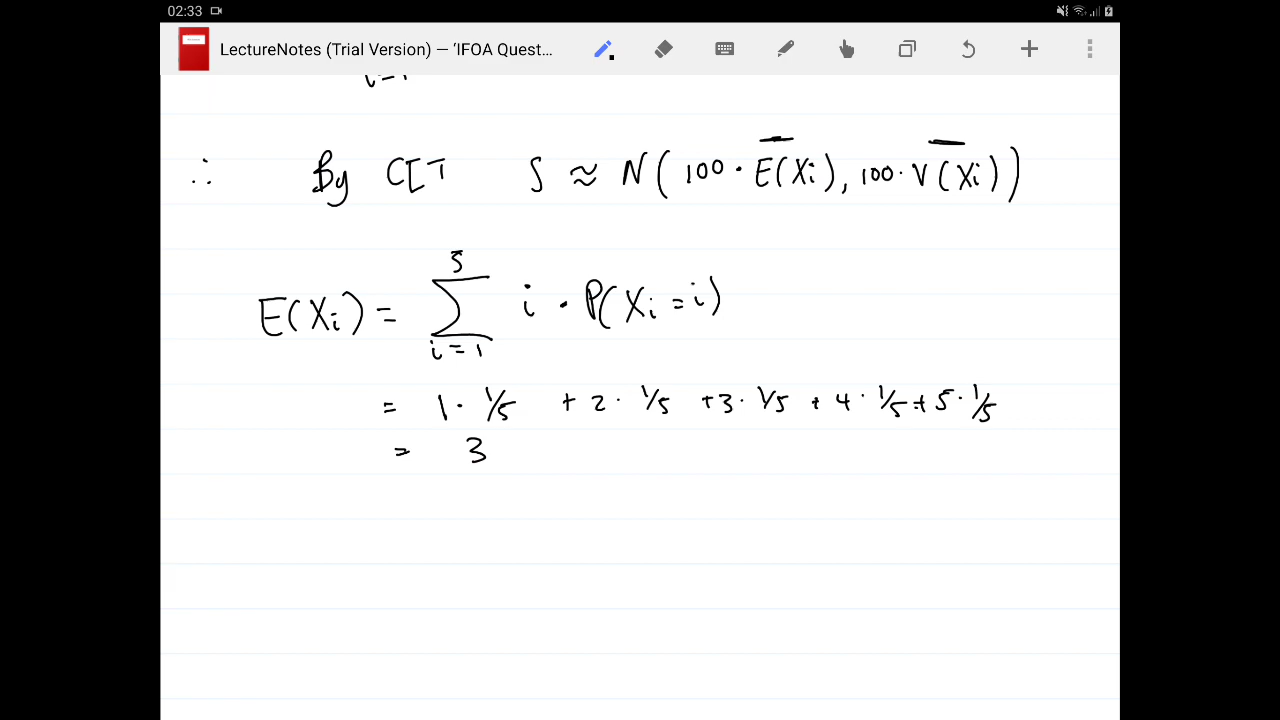 02:33
LectureNotes (Trial Version) — ‘IFOA Quest...
i=1
∴ By CLT S ≈ N(100 · E(Xi), 100 · V(Xi))
5
E(Xi) = ∑ i · P(Xi = i)
i=1
= 1 · 1/5 + 2 · 1/5 + 3 · 1/5 + 4 · 1/5 + 5 · 1/5
= 3